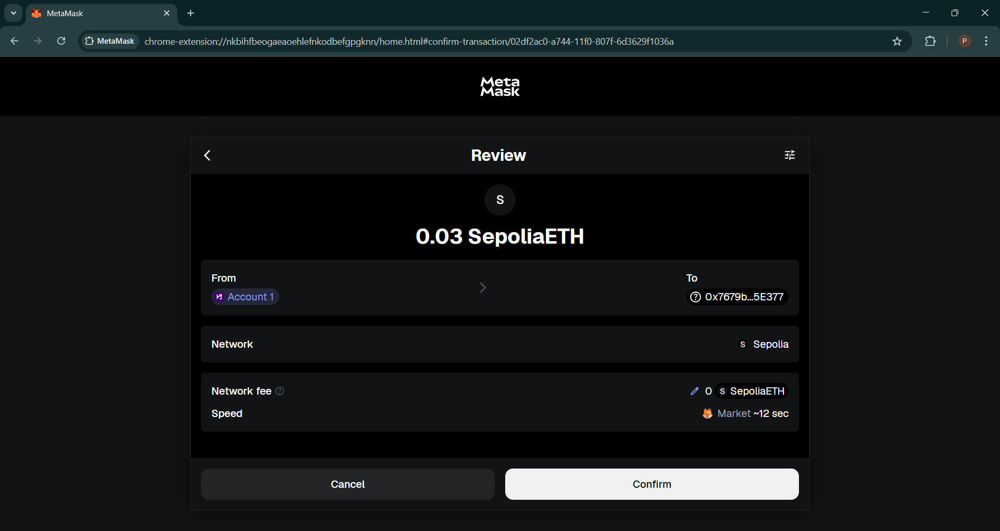 MetaMask
MetaMask
chrome-extension://nkbihfbeogaeaoehlefnkodbefgpgknn/home.html#confirm-transaction/02df2ac0-a744-11f0-807f-6d3629f1036a
P
Meta
Mask
Review
S
0.03 SepoliaETH
From
To
Account 1
0x7679b...5E377
Network
S Sepolia
Network fee
0 S SepoliaETH
Speed
Market ~12 sec
Cancel
Confirm